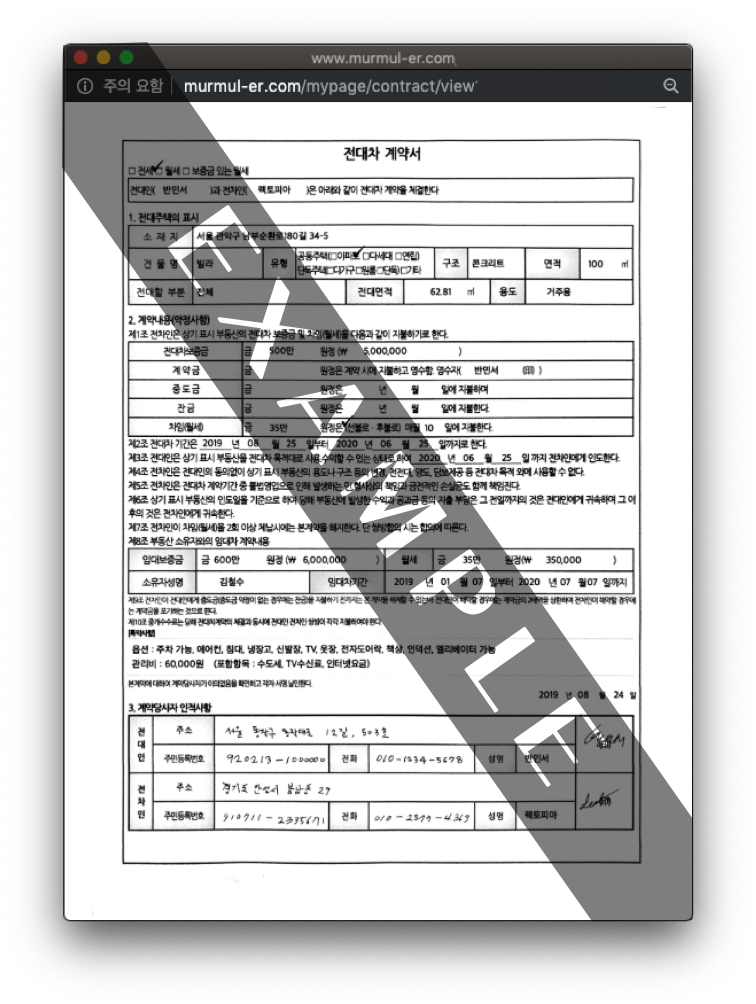 www.murmul-er.com
주의 요함 murmul-er.com/mypage/contract/view
전대차 계약서
□ 전세 □ 월세 □ 보증금 있는 월세
전대인( 반민서 )과 전차인( 렉토피아 )은 아래와 같이 전대차 계약을 체결한다
1. 전대주택의 표시
소 재 지 서울 관악구 남부순환로180길 34-5
건 물 명 빌라 유형 공동주택(□아파트 □다세대 □연립) 단독주택(□다가구□원룸□단독)□기타 구조 콘크리트 면적 100 ㎡
전대할 부분 전체 전대면적 62.81 ㎡ 용도 거주용
2. 계약내용(약정사항)
제1조 전차인은 상기 표시 부동산의 전대차 보증금 및 차임(월세)을 다음과 같이 지불하기로 한다.
전대차보증금 금 500만 원정 (₩ 5,000,000 )
계 약 금 금 원정은 계약 시에 지불하고 영수함. 영수자( 반민서 (印) )
중 도 금 금 원정은 년 월 일에 지불하며
잔 금 금 원정은 년 월 일에 지불한다.
차임(월세) 금 35만 원정은 (선불로 · 후불로) 매월 10 일에 지불한다.
제2조 전대차 기간은 2019 년 08 월 25 일부터 2020 년 06 월 25 일까지로 한다.
제3조 전대인은 상기 표시 부동산을 전대차 목적대로 사용,수익할 수 있는 상태로 하여 2020 년 06 월 25 일 까지 전차인에게 인도한다.
제4조 전차인은 전대인의 동의없이 상기 표시 부동산의 용도나 구조 등의 변경, 전전대, 양도, 담보제공 등 전대차 목적 외에 사용할 수 없다.
제5조 전차인은 전대차 계약기간 중 불법영업으로 인해 발생하는 민,형사상의 책임과 금전적인 손실등도 함께 책임진다.
제6조 상기 표시 부동산의 인도일을 기준으로 하여 당해 부동산에 발생한 수익과 공과금 등의 지출 부담은 그 전일까지의 것은 전대인에게 귀속하며 그 이
후의 것은 전차인에게 귀속한다.
제7조 전차인이 차임(월세)을 2회 이상 체납시에는 본계약을 해지한다. 단 쌍방합의 시는 합의에 따른다.
제8조 부동산 소유자와의 임대차 계약내용
임대보증금 금 600만 원정 (₩ 6,000,000 ) 월세 금 35만 원정(₩ 350,000 )
소유자성명 김철수 임대차기간 2019 년 01 월 07 일부터 2020 년 07 월07 일까지
제9조 전차인이 전대인에게 중도금(중도금 약정이 없는 경우에는 잔금)을 지불하기 전까지는 본 계약을 해제할 수 있는바, 전대인이 해약할 경우에는 계약금의 2배액을 상환하며 전차인이 해약할 경우에
는 계약금을 포기하는 것으로 한다.
제10조 중개수수료는 당해 전대차계약의 체결과 동시에 전대인 전차인 쌍방이 각각 지불하여야 한다.
[특약사항]
옵션 : 주차 가능, 에어컨, 침대, 냉장고, 신발장, TV, 옷장, 전자도어락, 책상, 인덕션, 엘리베이터 가능
관리비 : 60,000원 (포함항목 : 수도세, TV수신료, 인터넷요금)
본계약에 대하여 계약당사자가 이의없음을 확인하고 각자 서명,날인한다.
2019 년 08 월 24 일
3. 계약당사자 인적사항
전대인 주소 서울 동작구 동작대로 12길, 503호
주민등록번호 920213-1000000 전화 010-1234-5678 성명 반민서
전차인 주소 경기도 안성시 봉남로 27
주민등록번호 910711-2335671 전화 010-2377-4367 성명 렉토피아
EXAMPLE